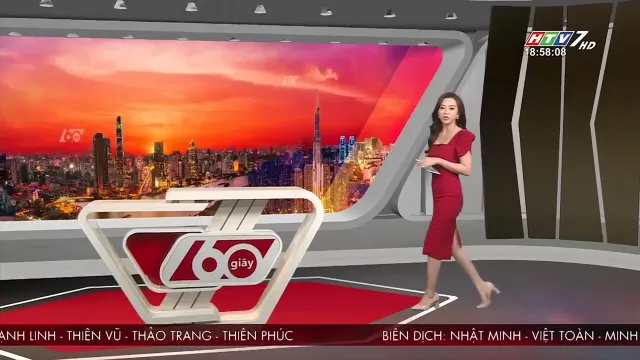 HTV7 HD
18:58:08
60
60 giây
ANH LINH - THIÊN VŨ - THẢO TRANG - THIÊN PHÚC BIÊN DỊCH: NHẬT MINH - VIỆT TOÀN - MINH